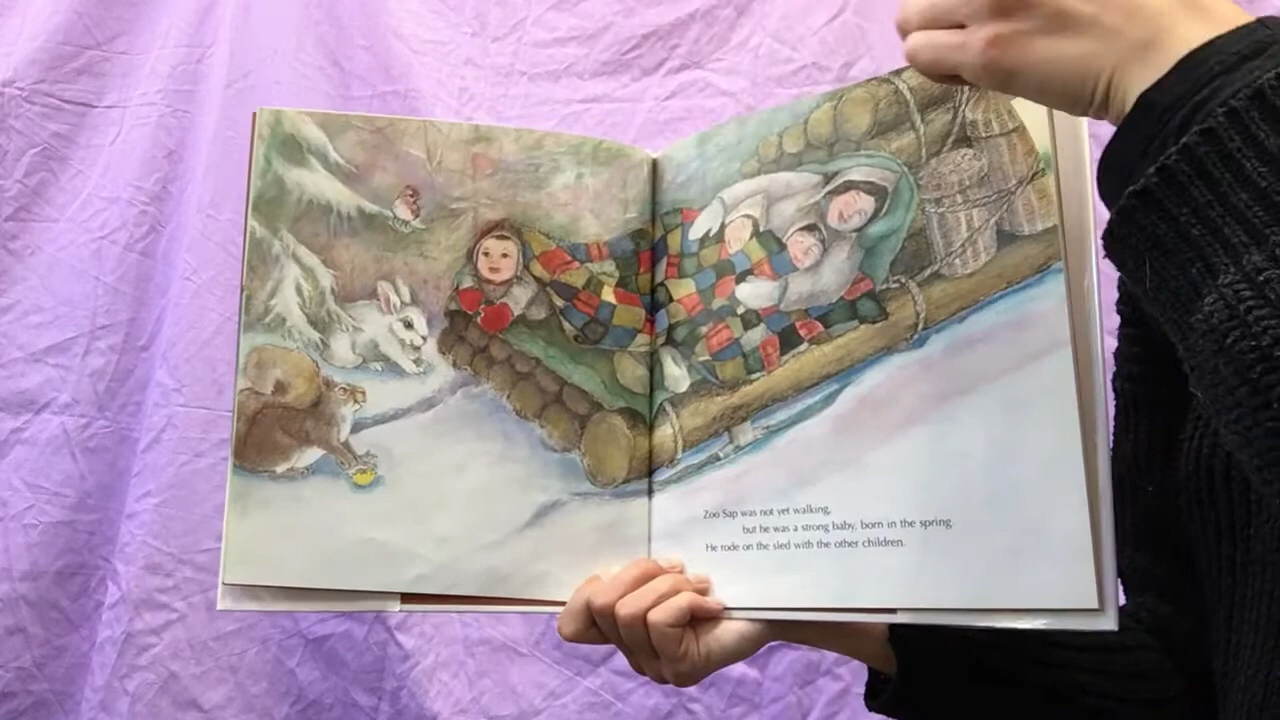 Zoo Sap was not yet walking,
but he was a strong baby, born in the spring.
He rode on the sled with the other children.